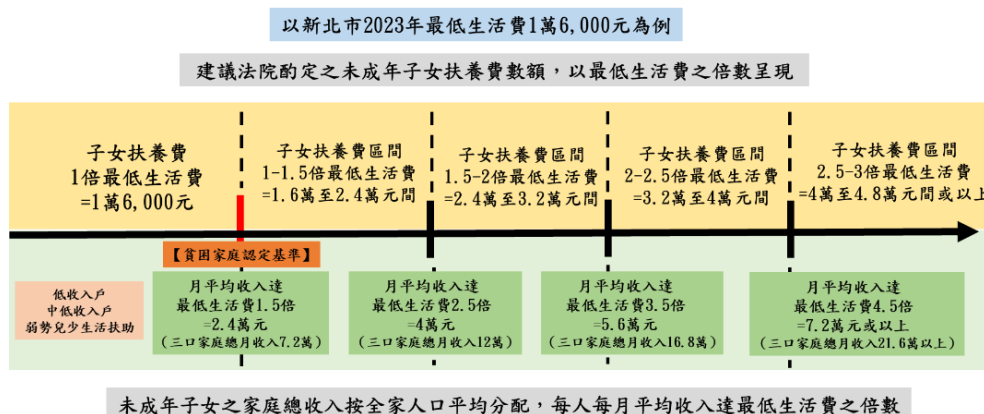 以新北市2023年最低生活費1萬6,000元為例
建議法院酌定之未成年子女扶養費數額，以最低生活費之倍數呈現
子女扶養費
1倍最低生活費
=1萬6,000元
子女扶養費區間
1-1.5倍最低生活費
=1.6萬至2.4萬元間
子女扶養費區間
1.5-2倍最低生活費
=2.4萬至3.2萬元間
子女扶養費區間
2-2.5倍最低生活費
=3.2萬至4萬元間
子女扶養費區間
2.5-3倍最低生活費
=4萬至4.8萬元間或以上
【貧困家庭認定基準】
低收入戶
中低收入戶
弱勢兒少生活扶助
月平均收入達
最低生活費1.5倍
=2.4萬元
(三口家庭總月收入7.2萬)
月平均收入達
最低生活費2.5倍
=4萬元
(三口家庭總月收入12萬)
月平均收入達
最低生活費3.5倍
=5.6萬元
(三口家庭總月收入16.8萬)
月平均收入達
最低生活費4.5倍
=7.2萬元或以上
(三口家庭總月收入21.6萬以上)
未成年子女之家庭總收入按全家人口平均分配，每人每月平均收入達最低生活費之倍數